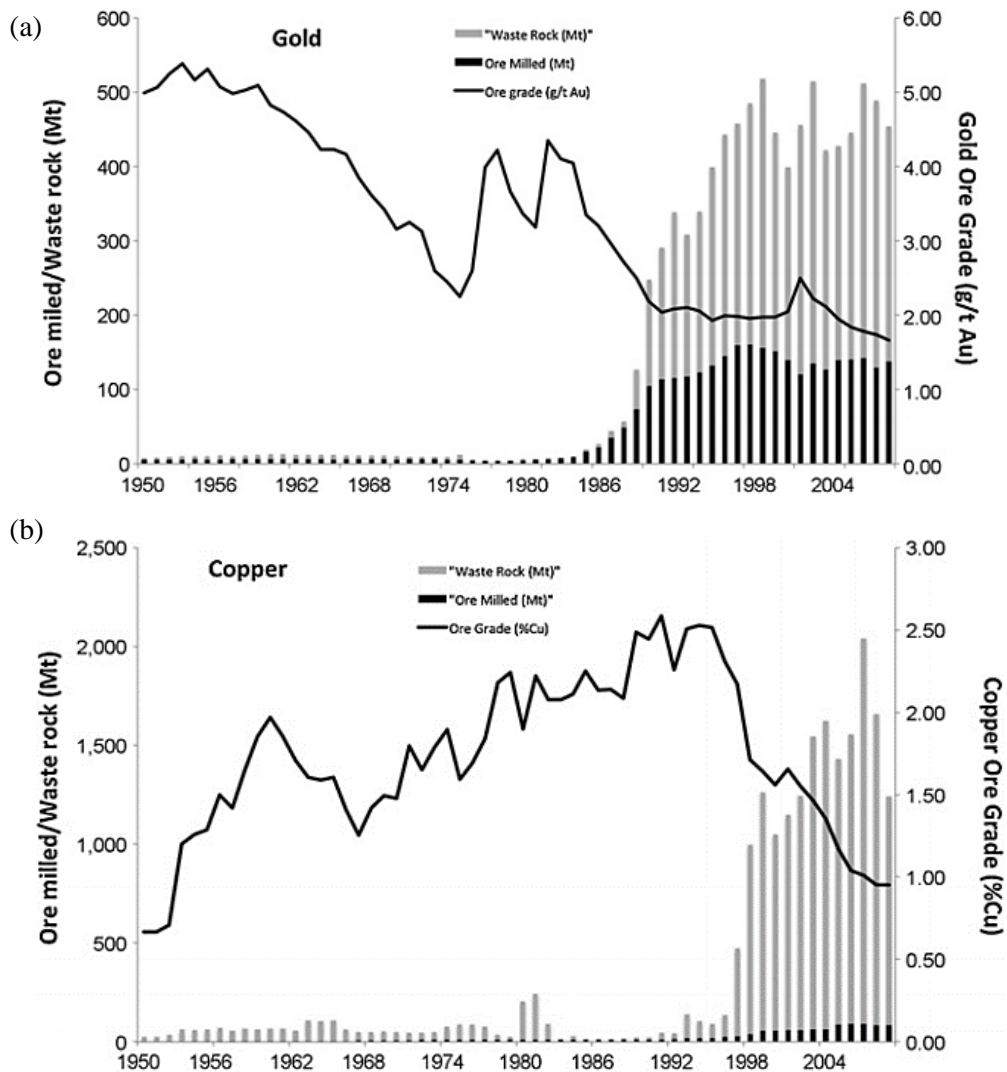 (a)
Gold
"Waste Rock (Mt)"
Ore Milled (Mt)
Ore grade (g/t Au)
Ore miled/Waste rock (Mt)
600
500
400
300
200
100
0
6.00
5.00
4.00
3.00
2.00
1.00
0.00
Gold Ore Grade (g/t Au)
1950 1956 1962 1968 1974 1980 1986 1992 1998 2004
(b)
Copper
"Waste Rock (Mt)"
"Ore Milled (Mt)"
Ore Grade (%Cu)
Ore milled/Waste rock (Mt)
2,500
2,000
1,500
1,000
500
0
3.00
2.50
2.00
1.50
1.00
0.50
0.00
Copper Ore Grade (%Cu)
1950 1956 1962 1968 1974 1980 1986 1992 1998 2004